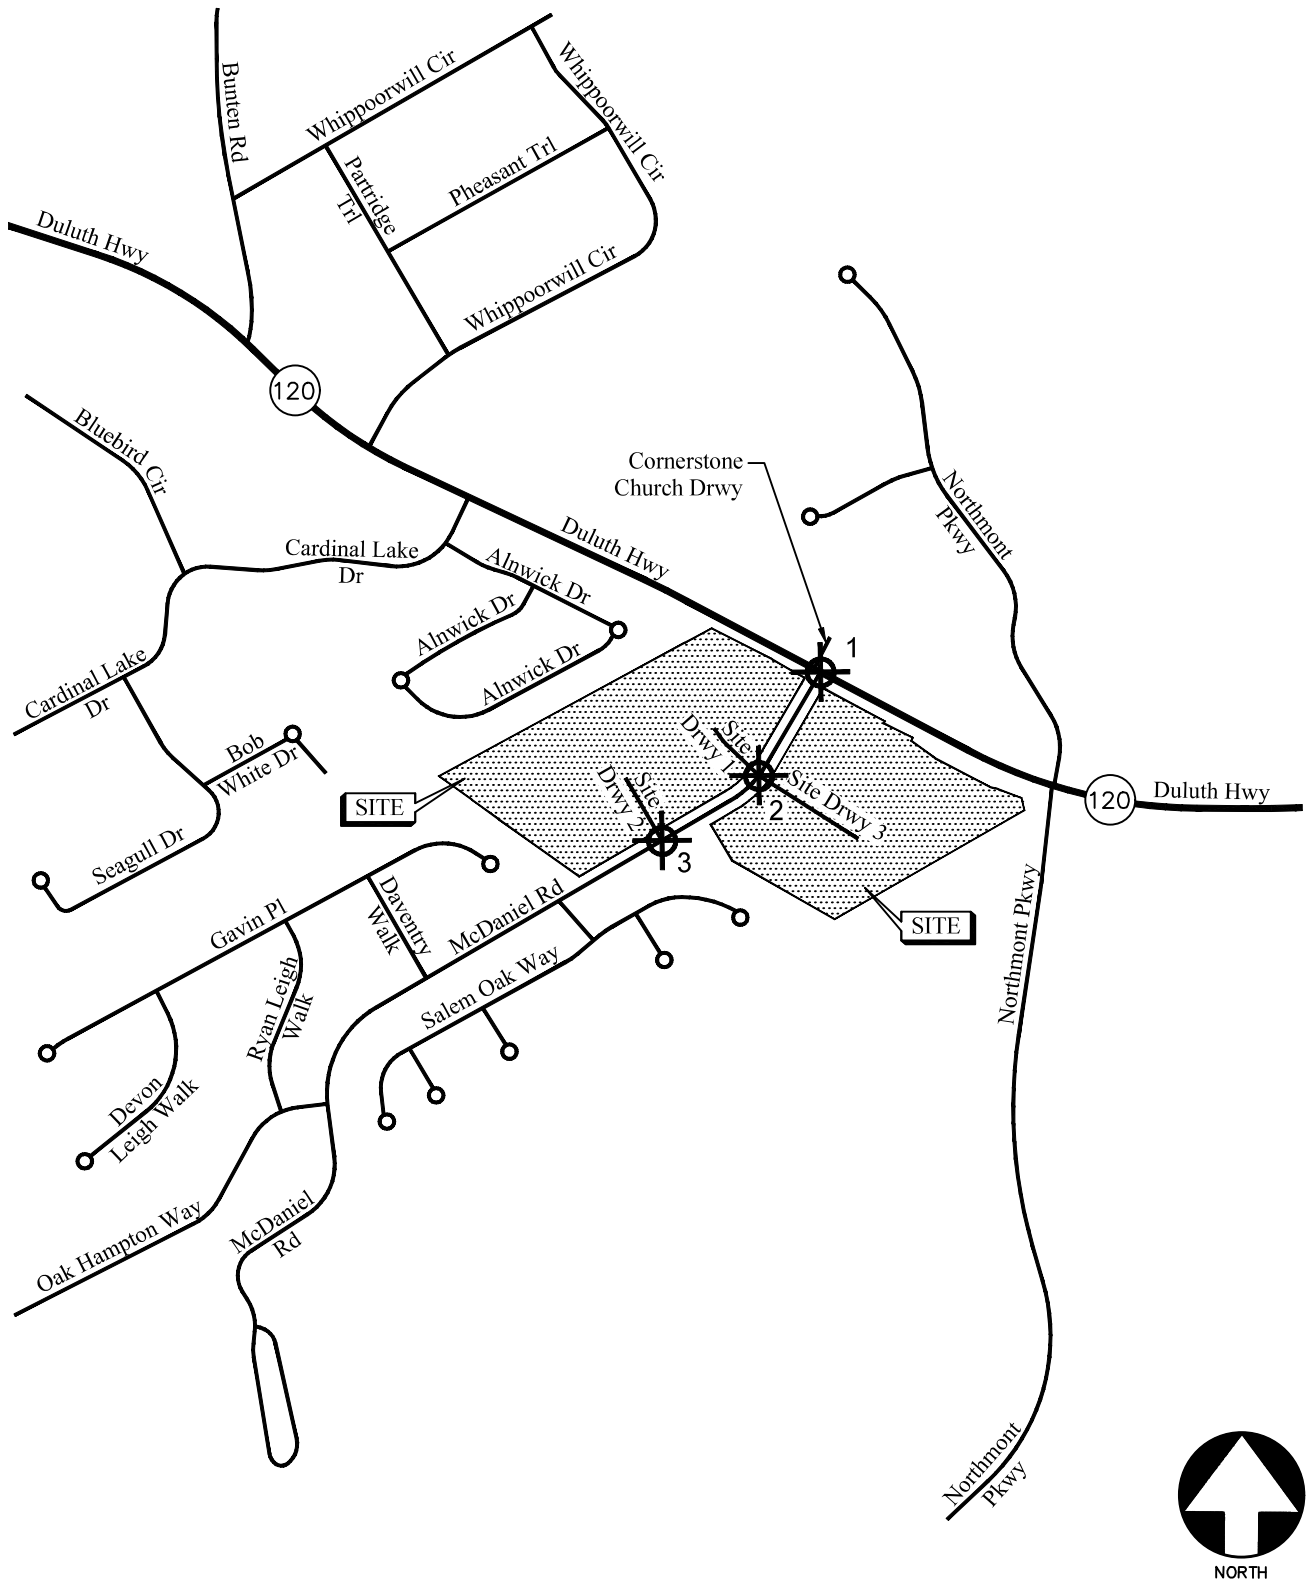 Whippoorwill Cir
Whippoorwill Cir
Bunten Rd
Pheasant Trl
Partridge
Trl
Duluth Hwy
Whippoorwill Cir
120
Bluebird Cir
Cornerstone
Church Drwy
Northmont
Pkwy
Duluth Hwy
Cardinal Lake
Dr
Alnwick Dr
Alnwick Dr
Alnwick Dr
1
Cardinal Lake
Dr
Site
Drwy 1
Bob
White Dr
Site
Drwy 2
Site Drwy 3
2
120
Duluth Hwy
SITE
3
Seagull Dr
Gavin Pl
Daventry
Walk
McDaniel Rd
SITE
Northmont Pkwy
Salem Oak Way
Ryan Leigh
Walk
Devon
Leigh Walk
Oak Hampton Way
McDaniel
Rd
Northmont
Pkwy
NORTH